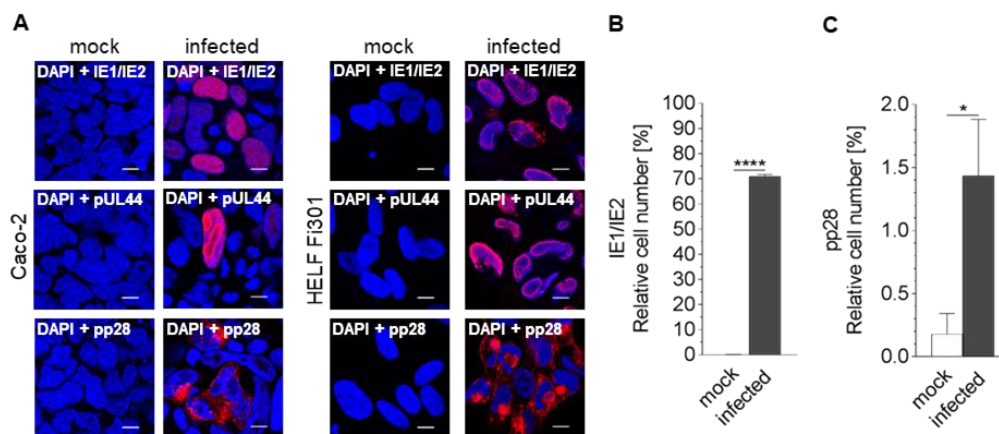 A
mock
infected
mock
infected
Caco-2
DAPI + IE1/IE2
DAPI + IE1/IE2
DAPI + pUL44
DAPI + pUL44
DAPI + pp28
DAPI + pp28
HELF Fi301
DAPI + IE1/IE2
DAPI + IE1/IE2
DAPI + pUL44
DAPI + pUL44
DAPI + pp28
DAPI + pp28
B
IE1/IE2
Relative cell number [%]
100
90
80
70
60
50
40
30
20
10
0
****
mock
infected
C
pp28
Relative cell number [%]
2.0
1.5
1.0
0.5
0.0
*
mock
infected